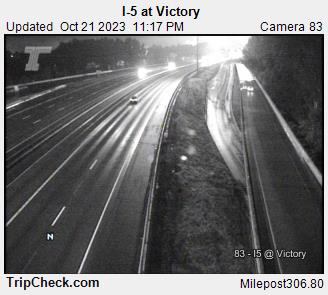 I-5 at Victory
Updated Oct 21 2023 11:17 PM Camera 83
T
N
83 - I5 @ Victory
TripCheck.com Milepost306.80